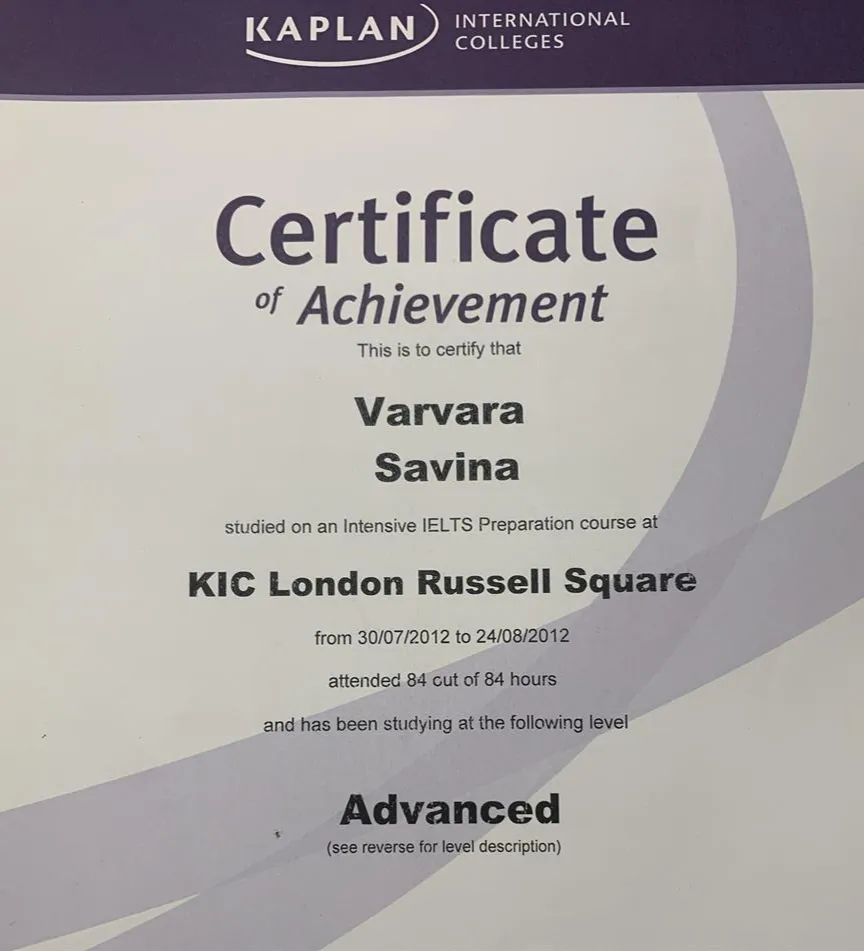 KAPLAN INTERNATIONAL
COLLEGES
Certificate
of Achievement
This is to certify that
Varvara
Savina
studied on an Intensive IELTS Preparation course at
KIC London Russell Square
from 30/07/2012 to 24/08/2012
attended 84 out of 84 hours
and has been studying at the following level
Advanced
(see reverse for level description)